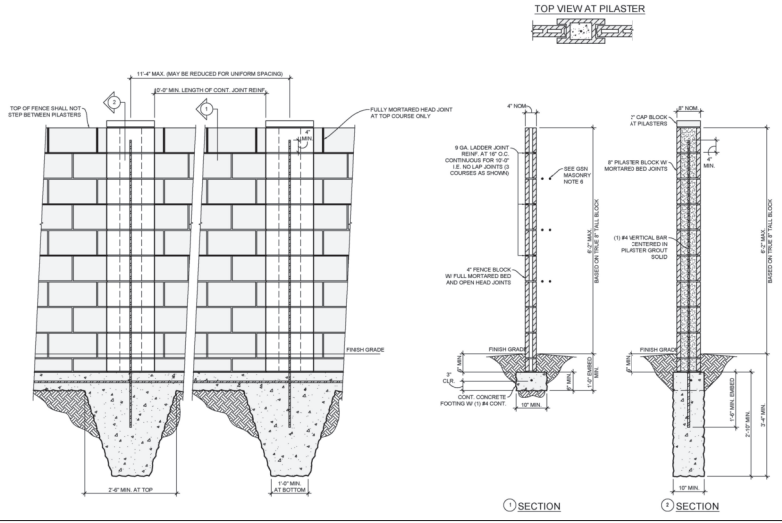 TOP VIEW AT PILASTER
11'-4" MAX. (MAY BE REDUCED FOR UNIFORM SPACING)
10'-0" MIN. LENGTH OF CONT. JOINT REINF.
2
1
TOP OF FENCE SHALL NOT
STEP BETWEEN PILASTERS
FULLY MORTARED HEAD JOINT
AT TOP COURSE ONLY
4"
MIN.
FINISH GRADE
2'-6" MIN. AT TOP
1'-0" MIN.
AT BOTTOM
4" NOM.
9 GA. LADDER JOINT
REINF. AT 16" O.C.
CONTINUOUS FOR 10'-0"
I.E. NO LAP JOINTS (3
COURSES AS SHOWN)
SEE GSN
MASONRY
NOTE 6
4" FENCE BLOCK
W/ FULL MORTARED BED
AND OPEN HEAD JOINTS
6'-2" MAX.
BASED ON TRUE 8" TALL BLOCK
FINISH GRADE
6" MIN.
3"
CLR.
8" MIN.
1'-0" EMBED
MIN.
CONT. CONCRETE
FOOTING W/ (1) #4 CONT.
10" MIN.
1 SECTION
8" NOM.
2" CAP BLOCK
AT PILASTERS
4"
MIN.
8" PILASTER BLOCK W/
MORTARED BED JOINTS
(1) #4 VERTICAL BAR
CENTERED IN
PILASTER GROUT
SOLID
6'-2" MAX.
BASED ON TRUE 8" TALL BLOCK
FINISH GRADE
6" MIN.
1'-6" MIN. EMBED
2'-10" MIN.
3'-4" MIN.
10" MIN.
2 SECTION